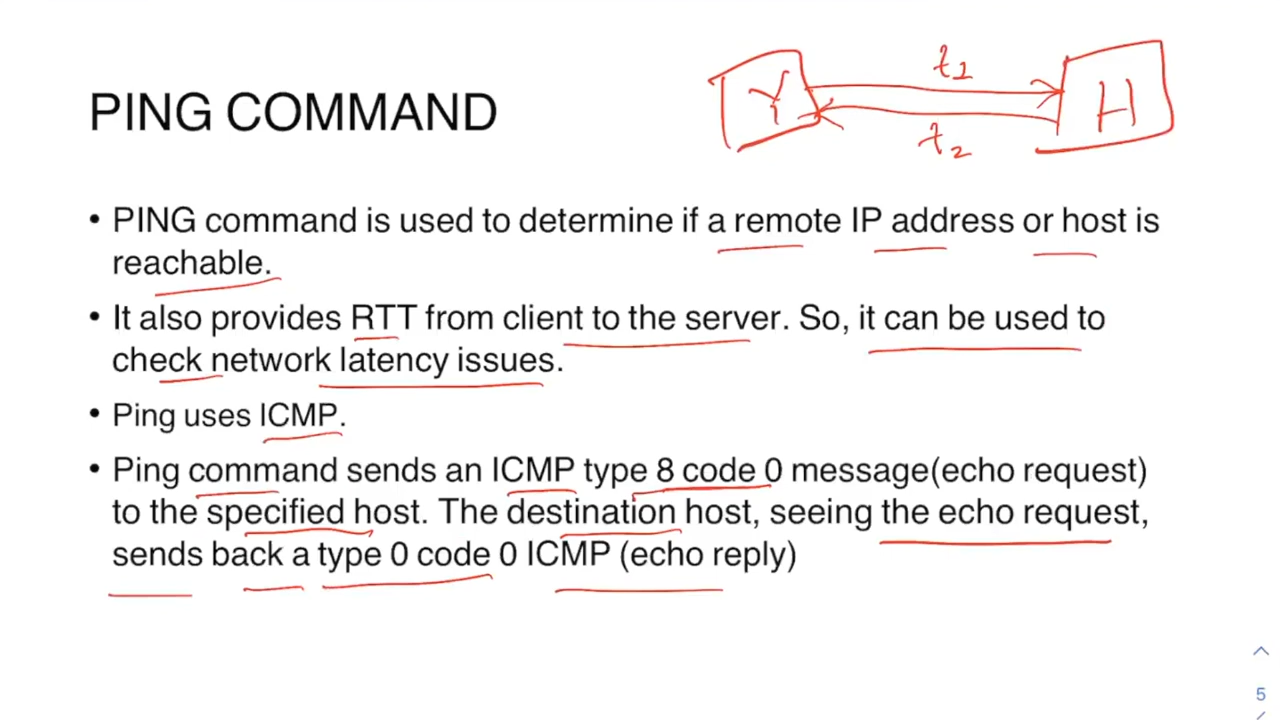 PING COMMAND
Y
t1
H
t2
• PING command is used to determine if a remote IP address or host is
reachable.
• It also provides RTT from client to the server. So, it can be used to
check network latency issues.
• Ping uses ICMP.
• Ping command sends an ICMP type 8 code 0 message(echo request)
to the specified host. The destination host, seeing the echo request,
sends back a type 0 code 0 ICMP (echo reply)
5